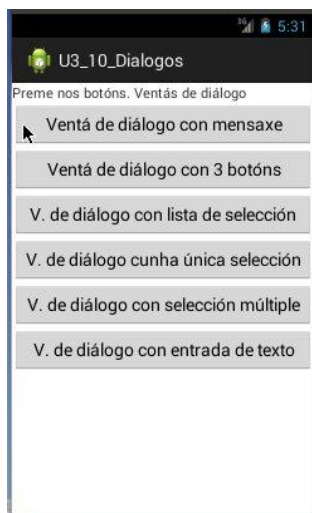 36 5:31
U3_10_Dialogos
Preme nos botóns. Ventás de diálogo
Ventá de diálogo con mensaxe
Ventá de diálogo con 3 botóns
V. de diálogo con lista de selección
V. de diálogo cunha única selección
V. de diálogo con selección múltiple
V. de diálogo con entrada de texto